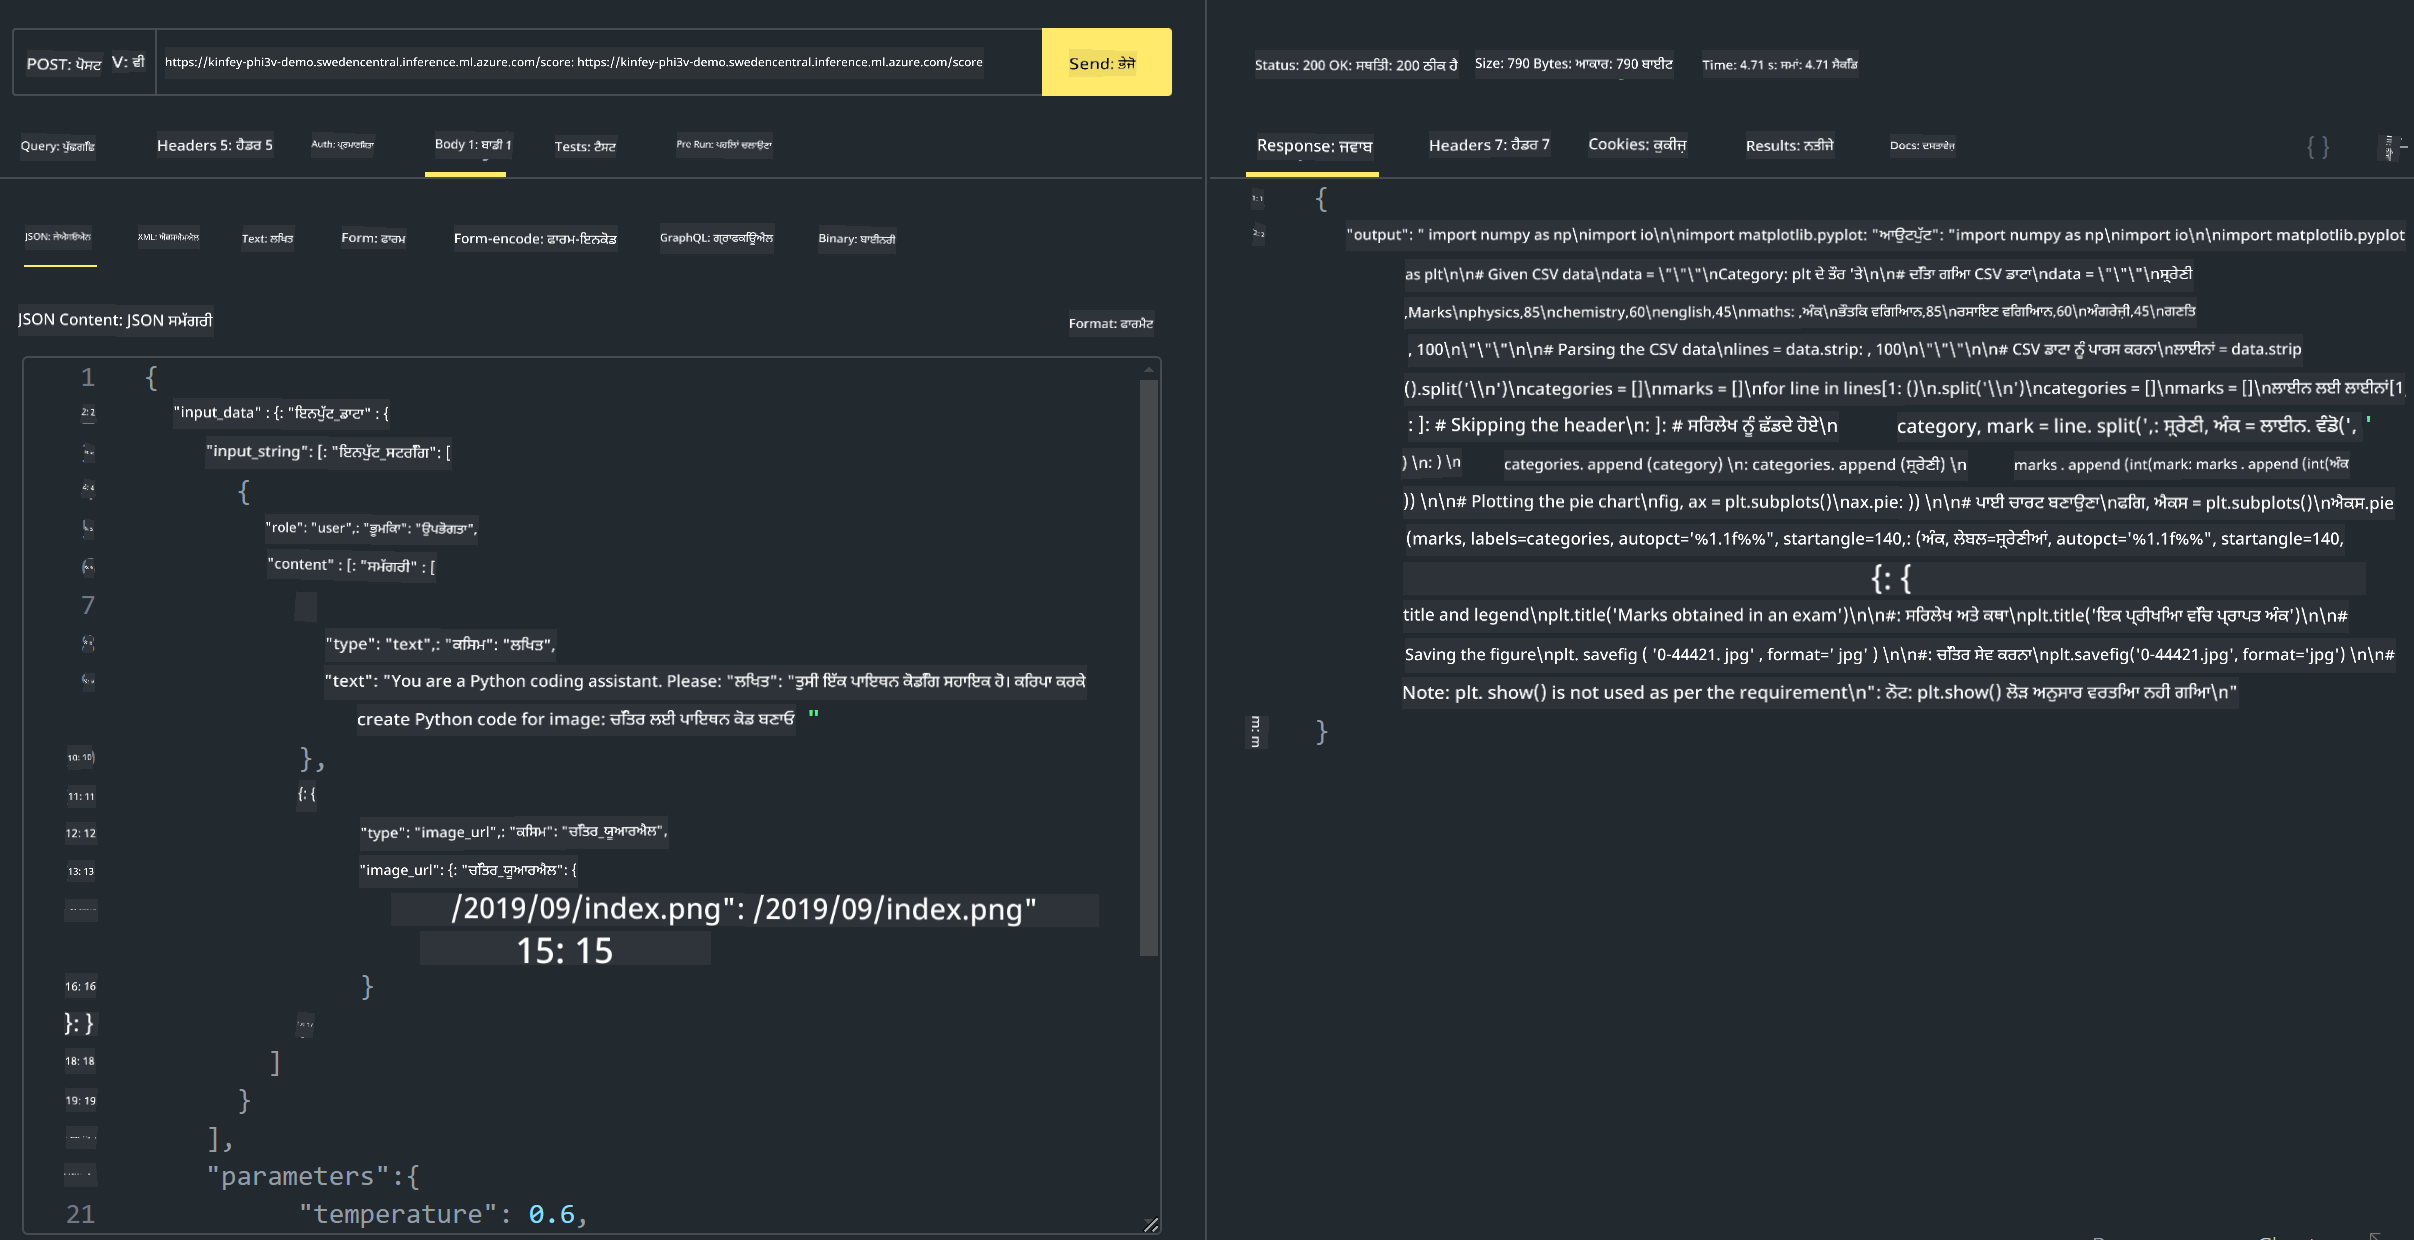 POST: ਪੋਸਟ V: ਵੀ https://kinfey-phi3v-demo.swedencentral.inference.ml.azure.com/score: https://kinfey-phi3v-demo.swedencentral.inference.ml.azure.com/score Send: ਭੇਜੋ
Headers 5: ਹੈਡਰ 5 Body 1: ਬਾਡੀ 1 Tests: ਟੈਸਟ Pre Run: ਪਹਿਲਾਂ ਚਲਾਉਣਾ
XML: Text: ਲਿਖਤ Form: ਫਾਰਮ Form-encode: ਫਾਰਮ-ਇਨਕੋਡ GraphQL: ਗ੍ਰਾਫਕਿਊਐਲ Binary: ਬਾਈਨਰੀ
JSON Content: JSON ਸਮੱਗਰੀ Format: ਫਾਰਮੈਟ
1 {
2: 2 "input_data" : {: "ਇਨਪੁੱਟ_ਡਾਟਾ" : {
"input_string": [: "ਇਨਪੁੱਟ_ਸਟਰਿੰਗ": [
{
"role": "user",: "ਭੂਮਿਕਾ": "ਉਪਭੋਗਤਾ",
"content" : [: "ਸਮੱਗਰੀ" : [
7
"type": "text",: "ਕਿਸਮ": "ਲਿਖਤ",
"text": "You are a Python coding assistant. Please: "ਲਿਖਤ": "ਤੁਸੀਂ ਇੱਕ ਪਾਇਥਨ ਕੋਡਿੰਗ ਸਹਾਇਕ ਹੋ। ਕਿਰਪਾ ਕਰਕੇ
create Python code for image: ਚਿੱਤਰ ਲਈ ਪਾਇਥਨ ਕੋਡ ਬਣਾਓ "
10: 10 },
11: 11 {: {
12: 12 "type": "image_url",: "ਕਿਸਮ": "ਚਿੱਤਰ_ਯੂਆਰਐਲ",
13: 13 "image_url": {: "ਚਿੱਤਰ_ਯੂਆਰਐਲ": {
/2019/09/index.png": /2019/09/index.png"
15: 15
16: 16 }
}: }
18: 18 ]
19: 19 }
],
"parameters":{
21 "temperature": 0.6,
Status: 200 OK: ਸਥਿਤੀ: 200 ਠੀਕ ਹੈ Size: 790 Bytes: ਆਕਾਰ: 790 ਬਾਈਟ Time: 4.71 s: ਸਮਾਂ: 4.71 ਸੈਕੰਡ
Response: ਜਵਾਬ Headers 7: ਹੈਡਰ 7 Cookies: ਕੁਕੀਜ਼ Results: ਨਤੀਜੇ Docs: ਦਸਤਾਵੇਜ਼ { }
{
"output": " import numpy as np\nimport io\n\nimport matplotlib.pyplot: "ਆਉਟਪੁੱਟ": "import numpy as np\nimport io\n\nimport matplotlib.pyplot
as plt\n\n# Given CSV data\ndata = \"\"\"\nCategory: plt ਦੇ ਤੌਰ 'ਤੇ\n\n# ਦਿੱਤਾ ਗਿਆ CSV ਡਾਟਾ\ndata = \"\"\"\nਸ਼੍ਰੇਣੀ
,Marks\nphysics,85\nchemistry,60\nenglish,45\nmaths: ,ਅੰਕ\nਭੌਤਿਕ ਵਿਗਿਆਨ,85\nਰਸਾਇਣ ਵਿਗਿਆਨ,60\nਅੰਗਰੇਜ਼ੀ,45\nਗਣਿਤ
, 100\n\"\"\"\n\n# Parsing the CSV data\nlines = data.strip: , 100\n\"\"\"\n\n# CSV ਡਾਟਾ ਨੂੰ ਪਾਰਸ ਕਰਨਾ\nਲਾਈਨਾਂ = data.strip
().split('\\n')\ncategories = []\nmarks = []\nfor line in lines[1: ()\n.split('\\n')\ncategories = []\nmarks = []\nਲਾਈਨ ਲਈ ਲਾਈਨਾਂ[1
: ]: # Skipping the header\n: ]: # ਸਿਰਲੇਖ ਨੂੰ ਛੱਡਦੇ ਹੋਏ\n category, mark = line. split(',: ਸ਼੍ਰੇਣੀ, ਅੰਕ = ਲਾਈਨ. ਵੰਡੋ(', '
) \n: ) \n categories. append (category) \n: categories. append (ਸ਼੍ਰੇਣੀ) \n marks . append (int(mark: marks . append (int(ਅੰਕ
)) \n\n# Plotting the pie chart\nfig, ax = plt.subplots()\nax.pie: )) \n\n# ਪਾਈ ਚਾਰਟ ਬਣਾਉਣਾ\nਫਿਗ, ਐਕਸ = plt.subplots()\nਐਕਸ.pie
(marks, labels=categories, autopct='%1.1f%%", startangle=140,: (ਅੰਕ, ਲੇਬਲ=ਸ਼੍ਰੇਣੀਆਂ, autopct='%1.1f%%", startangle=140,
{: {
title and legend\nplt.title('Marks obtained in an exam')\n\n#: ਸਿਰਲੇਖ ਅਤੇ ਕਥਾ\nplt.title('ਇਕ ਪ੍ਰੀਖਿਆ ਵਿੱਚ ਪ੍ਰਾਪਤ ਅੰਕ')\n\n#
Saving the figure\nplt. savefig ( '0-44421. jpg' , format=' jpg' ) \n\n#: ਚਿੱਤਰ ਸੇਵ ਕਰਨਾ\nplt.savefig('0-44421.jpg', format='jpg') \n\n#
Note: plt. show() is not used as per the requirement\n": ਨੋਟ: plt.show() ਲੋੜ ਅਨੁਸਾਰ ਵਰਤਿਆ ਨਹੀਂ ਗਿਆ\n"
}